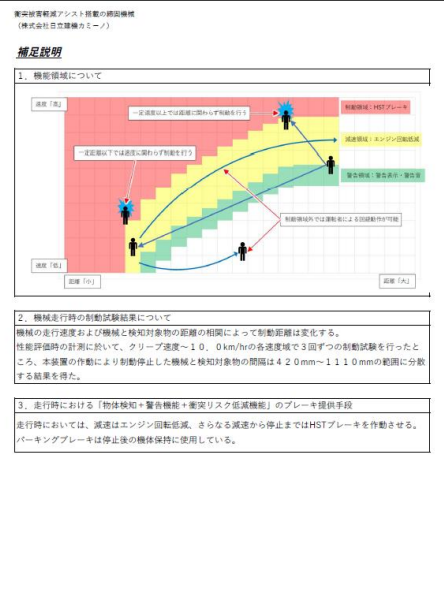 衝突被害軽減アシスト搭載の締固機械
（株式会社日立建機カミーノ）
補足説明
１．機能領域について
速度「高」
一定速度以上では距離に関わらず制動を行う
制動領域：HSTブレーキ
減速領域：エンジン回転低減
一定距離以下では速度に関わらず制動を行う
警告領域：警告表示・警告音
制動領域外では運転者による回避動作が可能
速度「低」
距離「小」
距離「大」
２．機械走行時の制動試験結果について
機械の走行速度および機械と検知対象物の距離の相関によって制動距離は変化する。
性能評価時の計測に於いて、クリープ速度～１０．０km/hrの各速度域で３回ずつの制動試験を行ったと
ころ、本装置の作動により制動停止した機械と検知対象物の間隔は４２０mm～１１１０mmの範囲に分散
する結果を得た。
３．走行時における「物体検知＋警告機能＋衝突リスク低減機能」のブレーキ提供手段
走行時においては、減速はエンジン回転低減、さらなる減速から停止まではHSTブレーキを作動させる。
パーキングブレーキは停止後の機体保持に使用している。